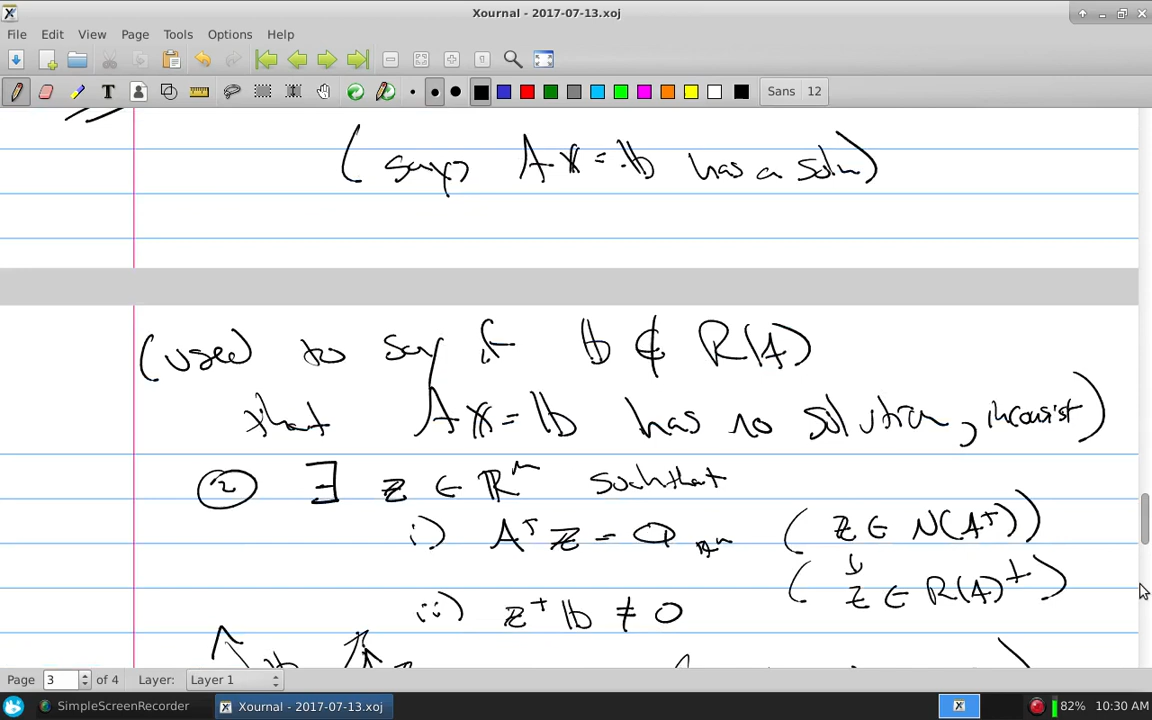 Xournal - 2017-07-13.xoj
File Edit View Page Tools Options Help
Sans 12
(says Ax = b has a soln)
(used to say if b ∉ R(A)
that Ax = b has no solution, inconsist)
② ∃ z ∈ ℝᵐ such that
i) Aᵀz = 0_ℝⁿ (z ∈ N(Aᵀ))
(z ∈ R(A)^⊥)
ii) zᵀb ≠ 0
Page 3 of 4 Layer: Layer 1
SimpleScreenRecorder Xournal - 2017-07-13.xoj 82% 10:30 AM